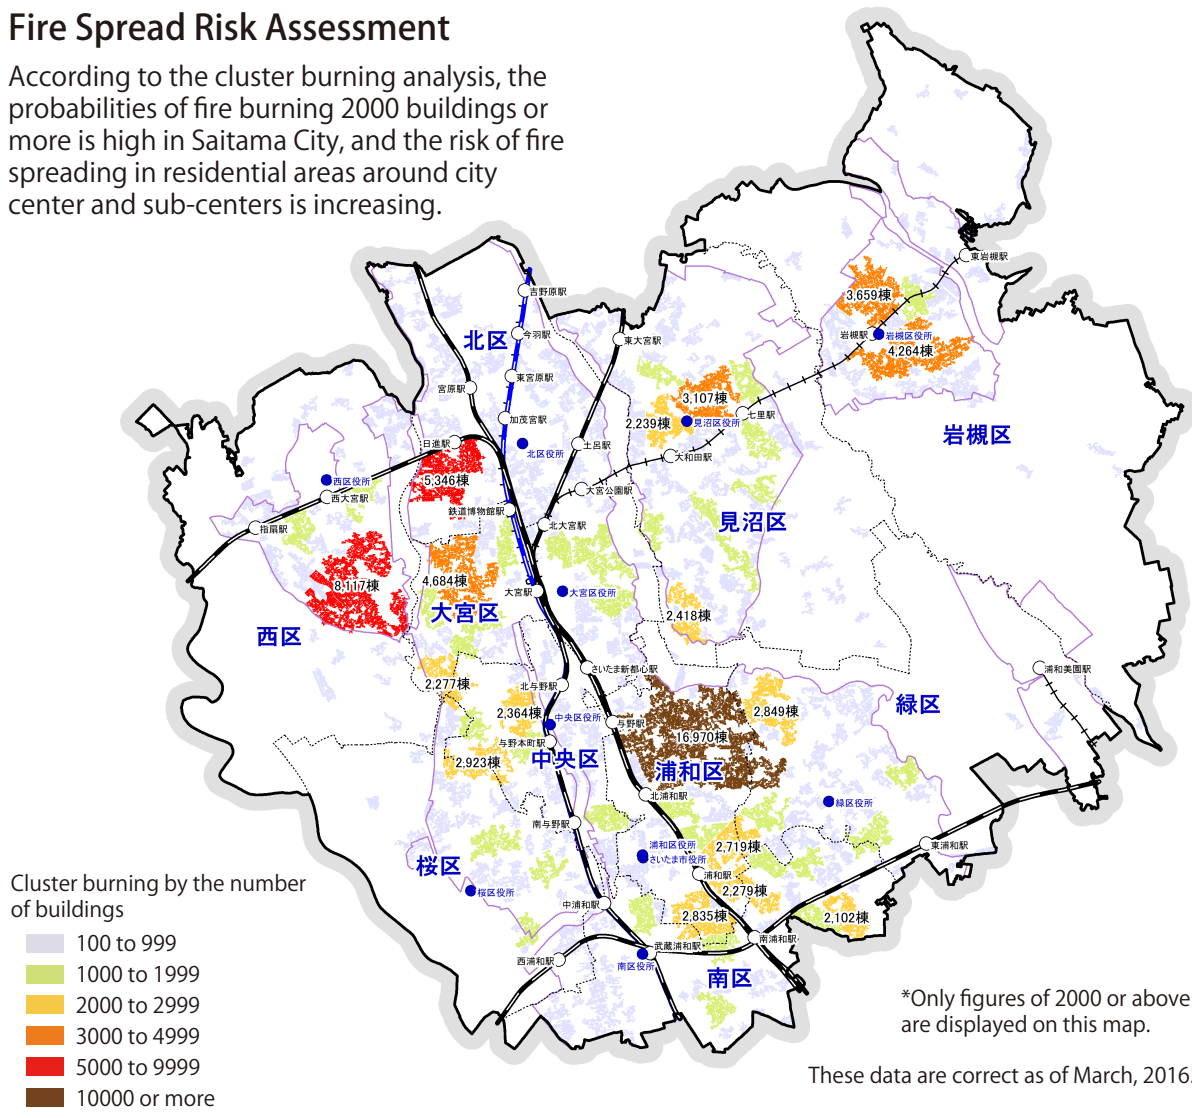 Fire Spread Risk Assessment
According to the cluster burning analysis, the
probabilities of fire burning 2000 buildings or
more is high in Saitama City, and the risk of fire
spreading in residential areas around city
center and sub-centers is increasing.
東岩槻駅
吉野原駅
3,659棟
北区
今羽駅
東大宮駅
岩槻駅
岩槻区役所
4,264棟
東宮原駅
宮原駅
3,107棟
七里駅
加茂宮駅
2,239棟
見沼区役所
岩槻区
日進駅
北区役所
土呂駅
大和田駅
5,346棟
西区役所
西大宮駅
大宮公園駅
鉄道博物館駅
指扇駅
北大宮駅
見沼区
8,117棟
4,684棟
大宮駅
大宮区役所
大宮区
2,418棟
西区
さいたま新都心駅
浦和美園駅
2,277棟
北与野駅
緑区
2,364棟
中央区役所
与野駅
2,849棟
与野本町駅
16,970棟
2,923棟
中央区
浦和区
北浦和駅
緑区役所
南与野駅
浦和区役所
さいたま市役所
2,719棟
東浦和駅
桜区
桜区役所
浦和駅
2,279棟
中浦和駅
2,835棟
2,102棟
南浦和駅
武蔵浦和駅
西浦和駅
南区役所
南区
Cluster burning by the number
of buildings
100 to 999
1000 to 1999
2000 to 2999
3000 to 4999
5000 to 9999
10000 or more
*Only figures of 2000 or above
are displayed on this map.
These data are correct as of March, 2016.